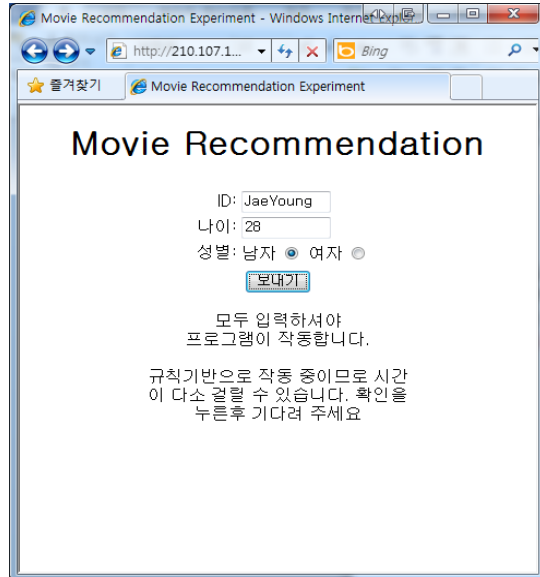 Movie Recommendation Experiment - Windows Internet Expl
http://210.107.1...
Bing
즐겨찾기
Movie Recommendation Experiment
Movie Recommendation
ID: JaeYoung
나이: 28
성별: 남자 여자
보내기
모두 입력하셔야
프로그램이 작동합니다.
규칙기반으로 작동 중이므로 시간
이 다소 걸릴 수 있습니다. 확인을
누른후 기다려 주세요